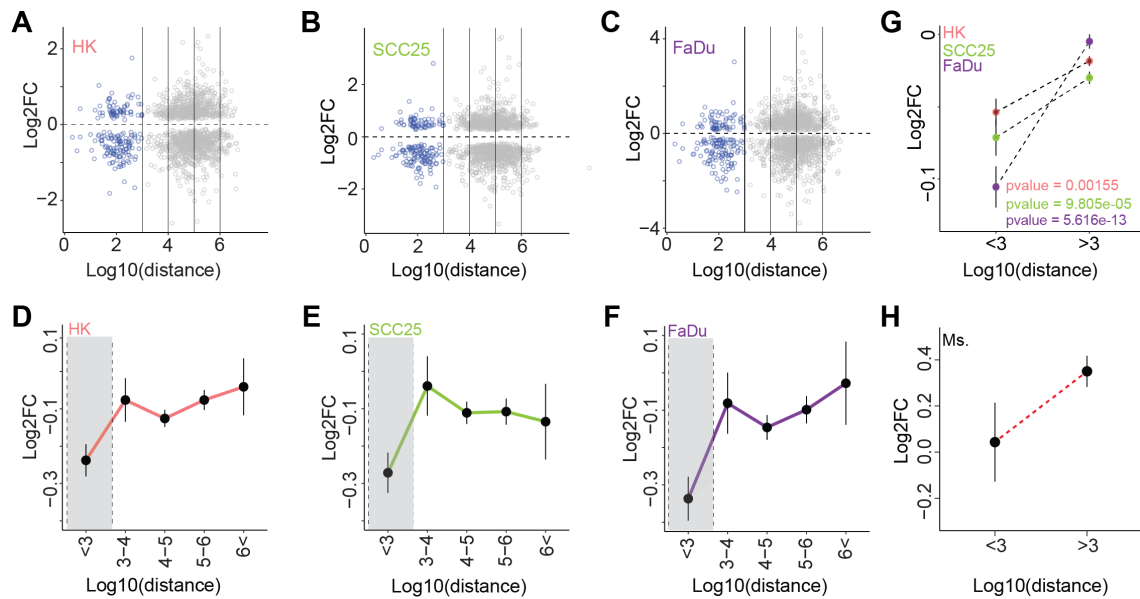 A
HK
Log2FC
2
0
−2
0
2
4
6
Log10(distance)
B
SCC25
Log2FC
2
0
−2
0
2
4
6
Log10(distance)
C
FaDu
Log2FC
4
2
0
−2
−4
0
2
4
6
Log10(distance)
G
HK
SCC25
FaDu
Log2FC
0
−0.1
pvalue = 0.00155
pvalue = 9.805e-05
pvalue = 5.616e-13
<3
>3
Log10(distance)
D
HK
Log2FC
0.1
−0.1
−0.3
<3
3−4
4−5
5−6
6<
Log10(distance)
E
SCC25
Log2FC
0.1
−0.1
−0.3
<3
3−4
4−5
5−6
6<
Log10(distance)
F
FaDu
Log2FC
0.1
−0.1
−0.3
<3
3−4
4−5
5−6
6<
Log10(distance)
H
Ms.
Log2FC
0.4
0.2
0.0
−0.2
<3
>3
Log10(distance)